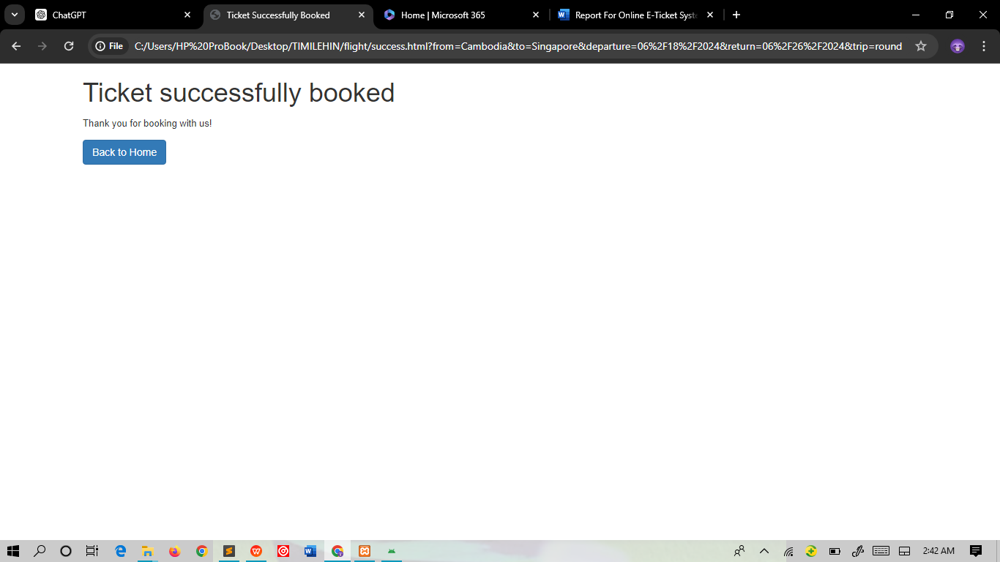 ChatGPT
Ticket Successfully Booked
Home | Microsoft 365
Report For Online E-Ticket Syste
File
C:/Users/HP%20ProBook/Desktop/TIMILEHIN/flight/success.html?from=Cambodia&to=Singapore&departure=06%2F18%2F2024&return=06%2F26%2F2024&trip=round
Ticket successfully booked
Thank you for booking with us!
Back to Home
2:42 AM